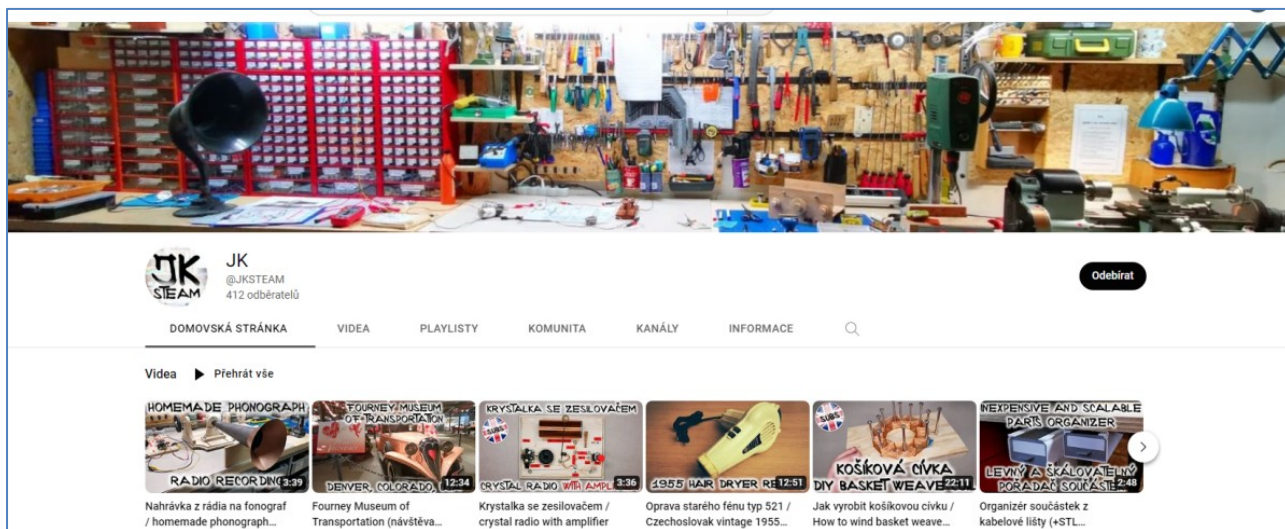 JK
STEAM
JK
@JKSTEAM
412 odběratelů
Odebírat
DOMOVSKÁ STRÁNKA
VIDEA
PLAYLISTY
KOMUNITA
KANÁLY
INFORMACE
Videa
Přehrát vše
HOMEMADE PHONOGRAPH
RADIO RECORDING
3:39
Nahrávka z rádia na fonograf
/ homemade phonograph...
FOURNEY MUSEUM
OF TRANSPORTATION
DENVER, COLORADO,
12:34
Fourney Museum of
Transportation (návštěva...
KRYSTALKA SE ZESILOVAČEM
SUBS
CRYSTAL RADIO WITH AMPL
3:36
Krystalka se zesilovačem /
crystal radio with amplifier
1955 HAIR DRYER RE
12:51
Oprava starého fénu typ 521 /
Czechoslovak vintage 1955...
SUBS
KOŠÍKOVÁ CÍVKA
DIY BASKET WEAVE
22:11
Jak vyrobit košíkovou cívku /
How to wind basket weave...
INEXPENSIVE AND SCALABLE
PARTS ORGANIZER
LEVNÝ A ŠKÁLOVATELNÝ
POŘADAČ SOUČÁSTE
2:48
Organizér součástek z
kabelové lišty (+STL...